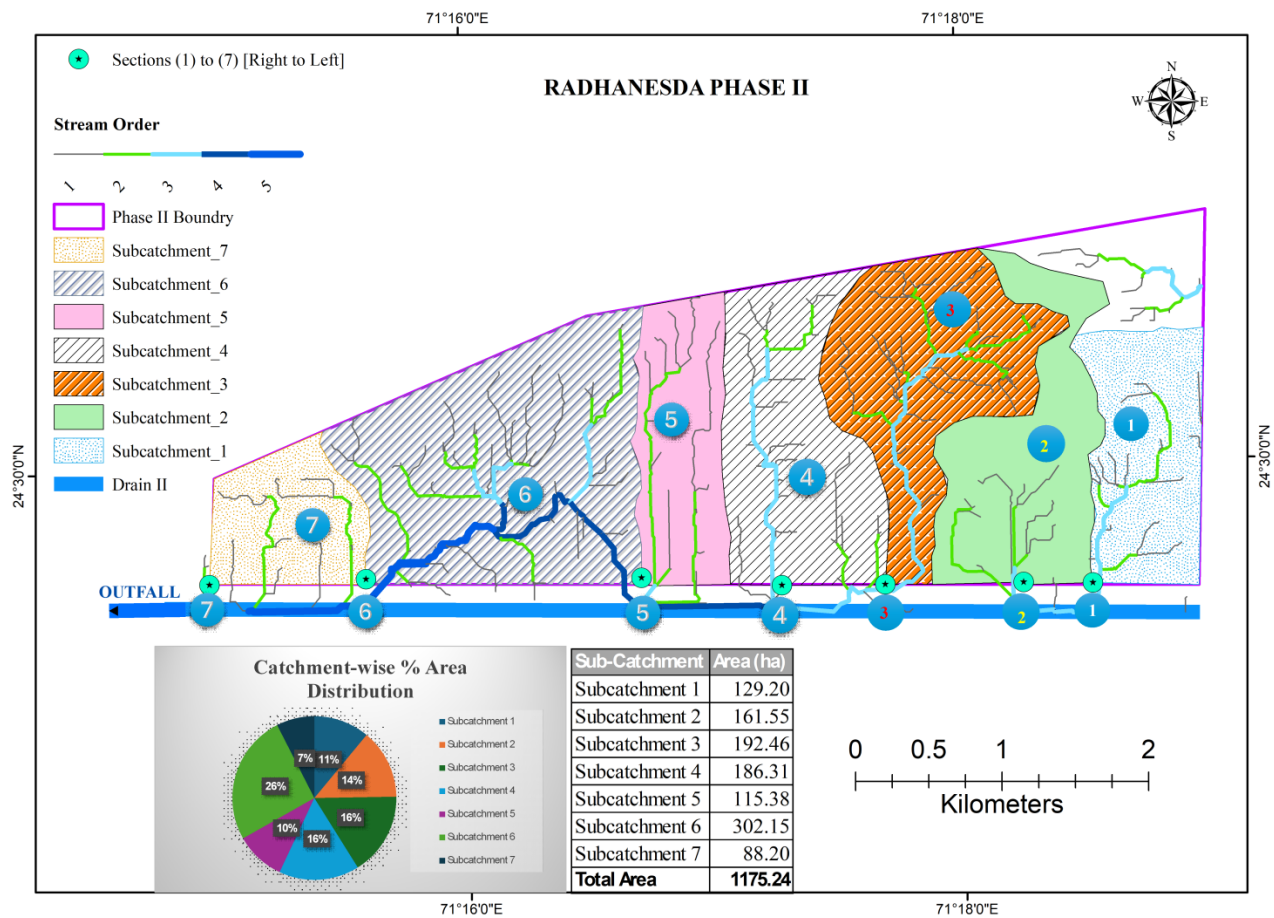 71°16'0"E
71°18'0"E
Sections (1) to (7) [Right to Left]
RADHANESDA PHASE II
N
W E
S
Stream Order
1 2 3 4 5
Phase II Boundry
Subcatchment_7
Subcatchment_6
Subcatchment_5
Subcatchment_4
Subcatchment_3
Subcatchment_2
Subcatchment_1
Drain II
24°30'0"N
24°30'0"N
3
5
1
2
4
6
7
OUTFALL
7 6 5 4 3 2 1
Catchment-wise % Area
Distribution
7% 11%
14%
26%
16%
10%
16%
Subcatchment 1
Subcatchment 2
Subcatchment 3
Subcatchment 4
Subcatchment 5
Subcatchment 6
Subcatchment 7
Sub-Catchment Area (ha)
Subcatchment 1 129.20
Subcatchment 2 161.55
Subcatchment 3 192.46
Subcatchment 4 186.31
Subcatchment 5 115.38
Subcatchment 6 302.15
Subcatchment 7 88.20
Total Area 1175.24
0 0.5 1 2
Kilometers
71°16'0"E
71°18'0"E